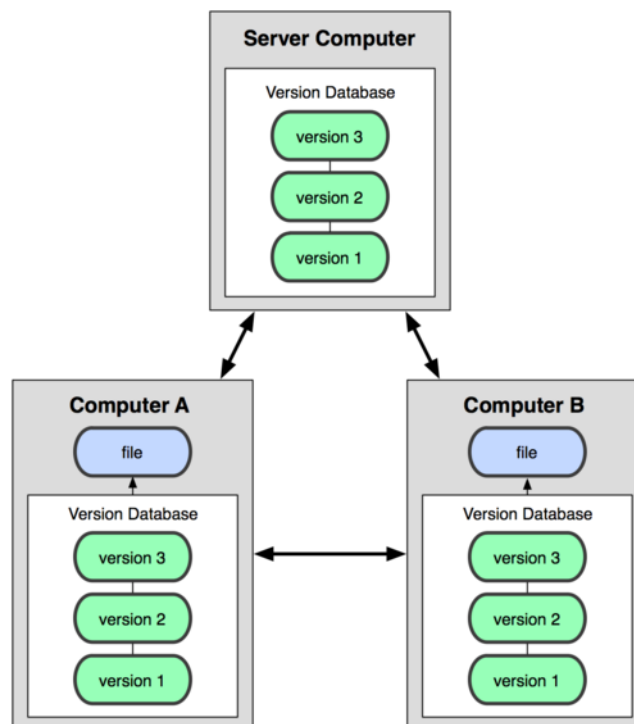 Server Computer
Version Database
version 3
version 2
version 1
Computer A
file
Version Database
version 3
version 2
version 1
Computer B
file
Version Database
version 3
version 2
version 1